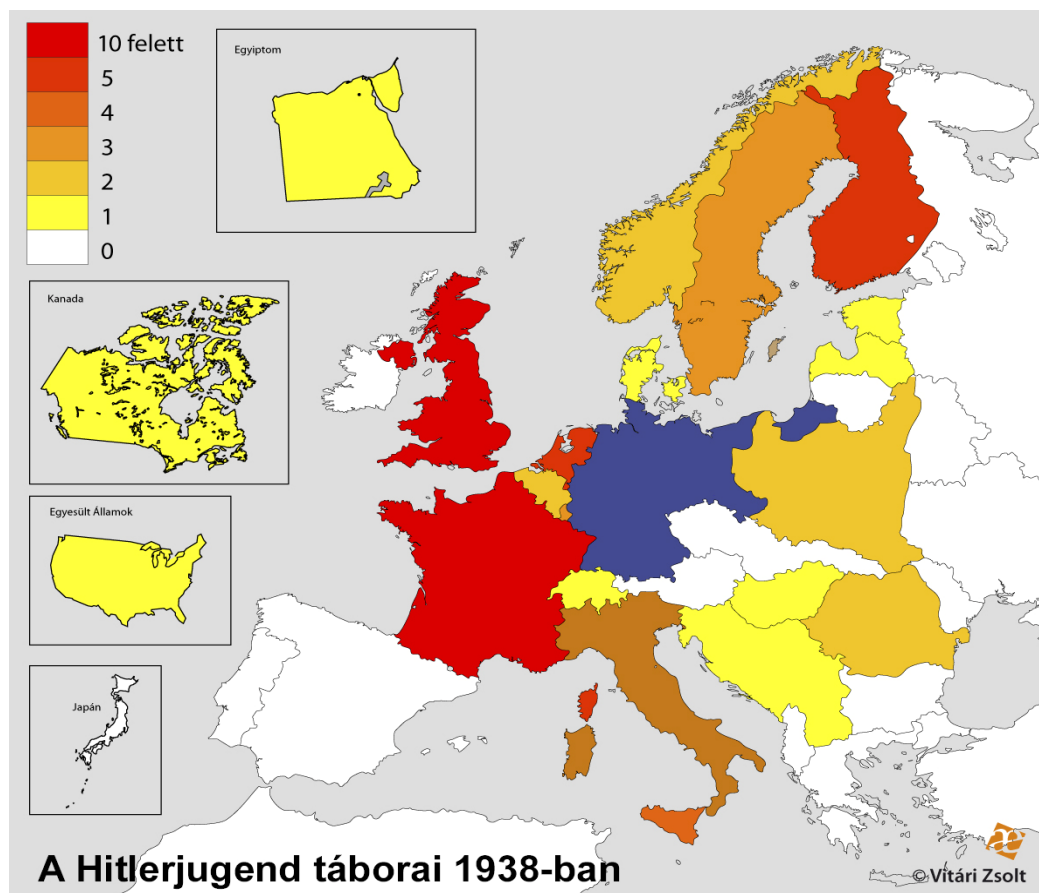 10 felett
5
4
3
2
1
0
Egyiptom
Kanada
Egyesült Államok
Japán
A Hitlerjugend táborai 1938-ban
© Vitári Zsolt